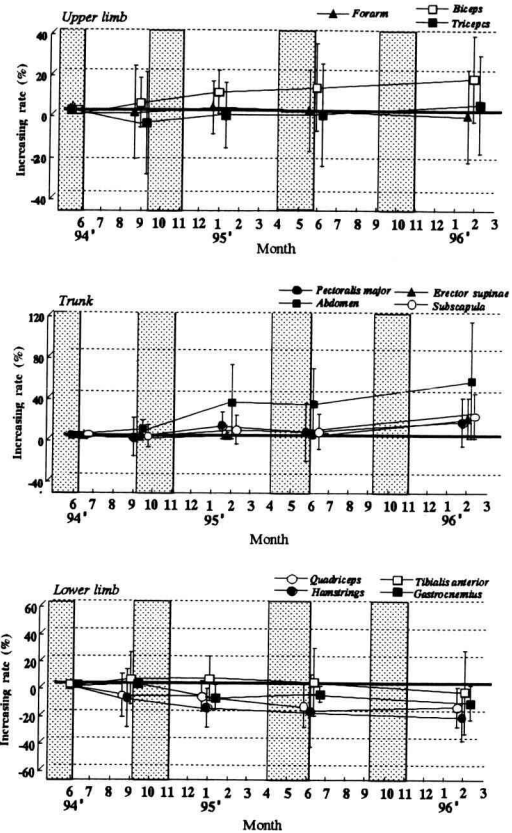 Upper limb
Forarm
Biceps
Tricepcs
Increasing rate (%)
40
20
0
-20
-40
6 7 8 9 10 11 12 1 2 3 4 5 6 7 8 9 10 11 12 1 2 3
94' 95' 96'
Month
Trunk
Pectoralis major Erector supinae
Abdomen Subscapula
Increasing rate (%)
120
80
40
0
-40
6 7 8 9 10 11 12 1 2 3 4 5 6 7 8 9 10 11 12 1 2 3
94' 95' 96'
Month
Lower limb
Quadriceps Tibialis anterior
Hamstrings Gastrocnemius
Increasing rate (%)
60
40
20
0
-20
-40
-60
6 7 8 9 10 11 12 1 2 3 4 5 6 7 8 9 10 11 12 1 2 3
94' 95' 96'
Month